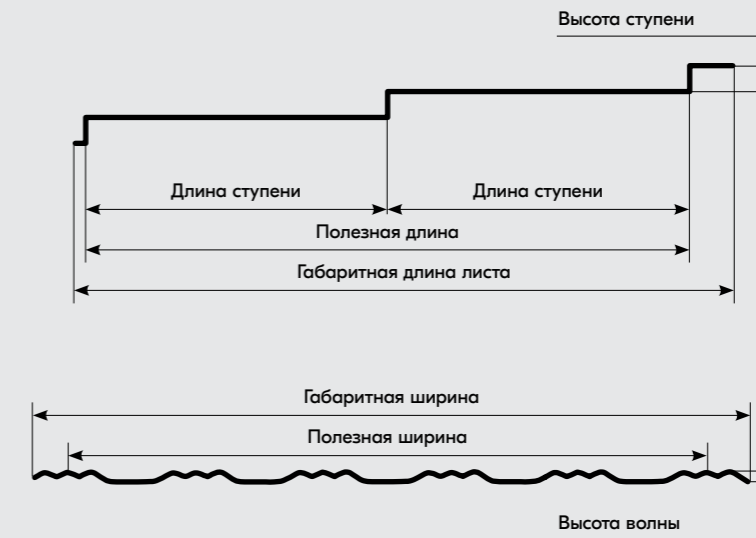 Высота ступени
Длина ступени Длина ступени
Полезная длина
Габаритная длина листа
Габаритная ширина
Полезная ширина
Высота волны